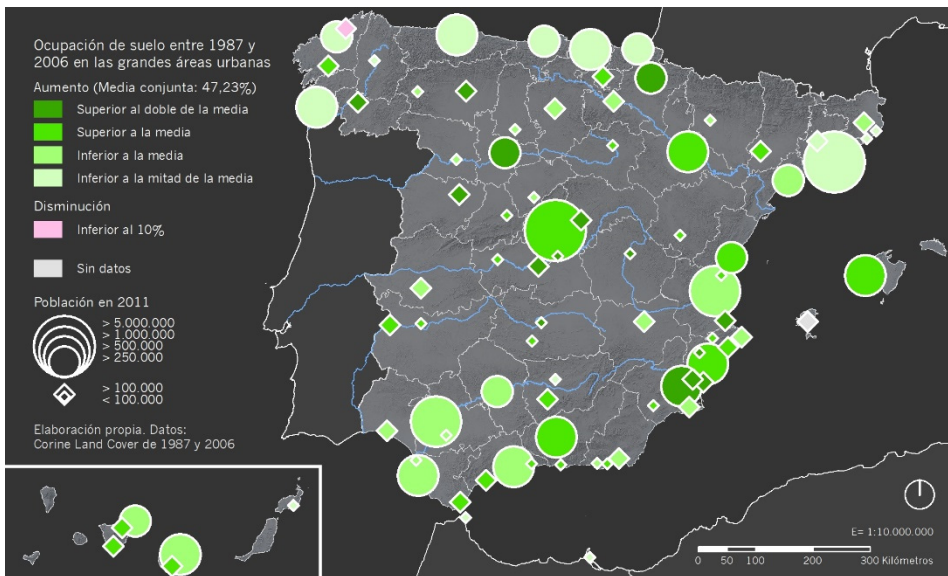 Ocupación de suelo entre 1987 y
2006 en las grandes áreas urbanas
Aumento (Media conjunta: 47,23%)
Superior al doble de la media
Superior a la media
Inferior a la media
Inferior a la mitad de la media
Disminución
Inferior al 10%
Sin datos
Población en 2011
> 5.000.000
> 1.000.000
> 500.000
> 250.000
> 100.000
< 100.000
Elaboración propia. Datos:
Corine Land Cover de 1987 y 2006
E= 1:10.000.000
0 50 100 200 300 Kilómetros